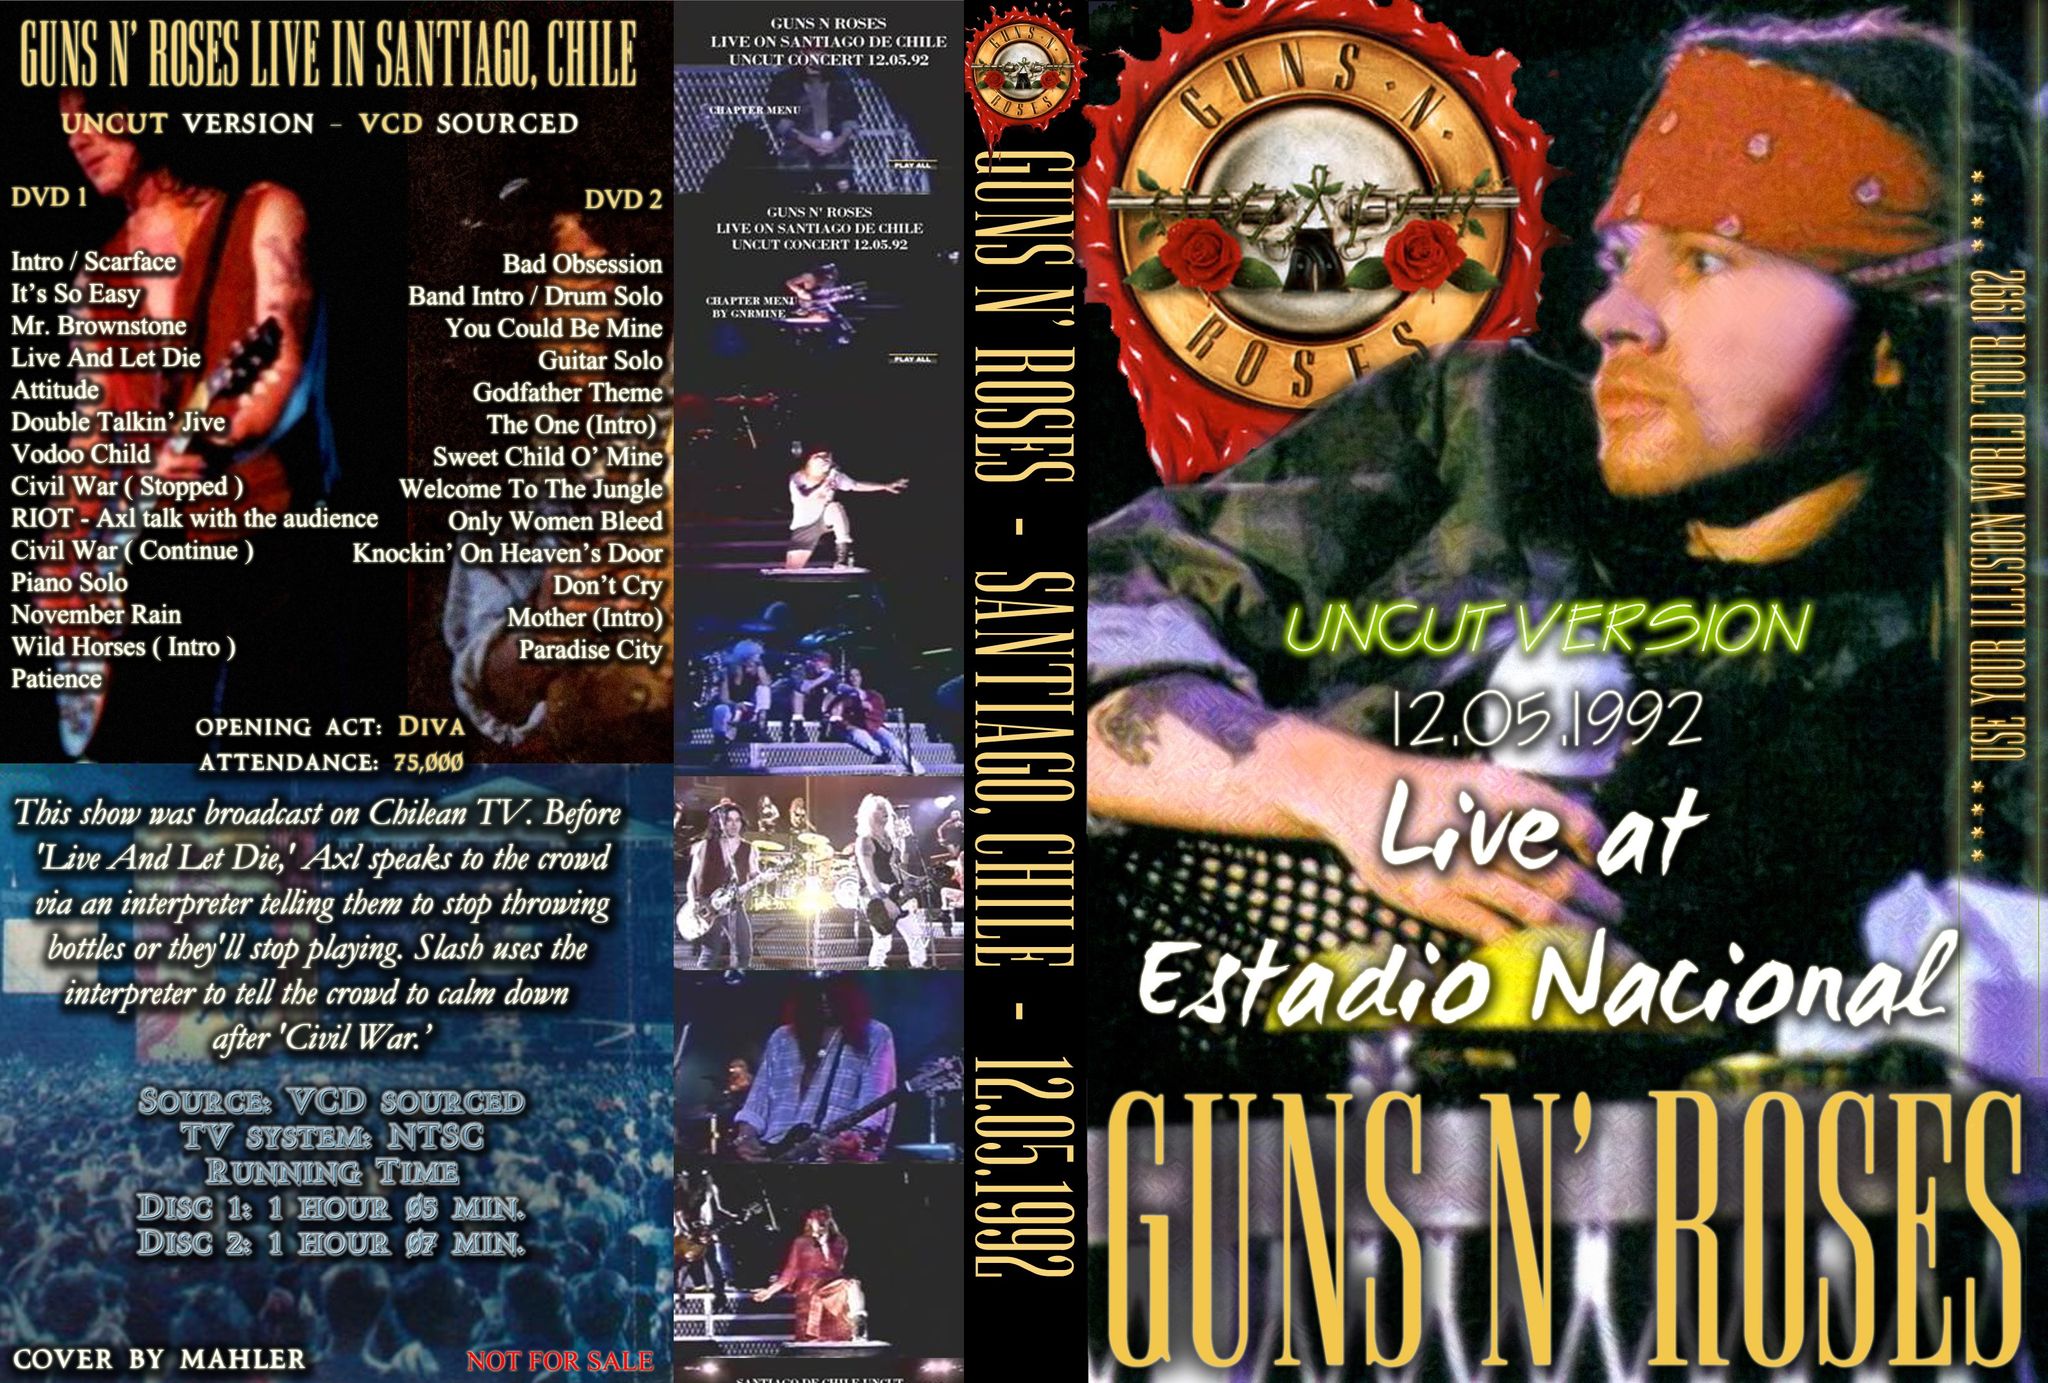 GUNS N' ROSES LIVE IN SANTIAGO, CHILE
UNCUT VERSION - VCD SOURCED
DVD 1
Intro / Scarface
It's So Easy
Mr. Brownstone
Live And Let Die
Attitude
Double Talkin' Jive
Vodoo Child
Civil War ( Stopped )
RIOT - Axl talk with the audience
Civil War ( Continue )
Piano Solo
November Rain
Wild Horses ( Intro )
Patience
DVD 2
Bad Obsession
Band Intro / Drum Solo
You Could Be Mine
Guitar Solo
Godfather Theme
The One (Intro)
Sweet Child O' Mine
Welcome To The Jungle
Only Women Bleed
Knockin' On Heaven's Door
Don't Cry
Mother (Intro)
Paradise City
OPENING ACT: DIVA
ATTENDANCE: 75,000
This show was broadcast on Chilean TV. Before
'Live And Let Die,' Axl speaks to the crowd
via an interpreter telling them to stop throwing
bottles or they'll stop playing. Slash uses the
interpreter to tell the crowd to calm down
after 'Civil War.'
SOURCE: VCD SOURCED
TV SYSTEM: NTSC
RUNNING TIME
DISC 1: 1 HOUR 05 MIN.
DISC 2: 1 HOUR 07 MIN.
COVER BY MAHLER
NOT FOR SALE
GUNS N ROSES
LIVE ON SANTIAGO DE CHILE
UNCUT CONCERT 12.05.92
CHAPTER MENU
PLAY ALL
GUNS N' ROSES
LIVE ON SANTIAGO DE CHILE
UNCUT CONCERT 12.05.92
CHAPTER MENU
BY GNRMINE
PLAY ALL
SANTIAGO DE CHILE UNCUT
GUNS · N ·
ROSES
GUNS N' ROSES - SANTIAGO, CHILE - 12.05.1992
GUNS · N ·
ROSES
UNCUT VERSION
12.05.1992
Live at
Estadio Nacional
GUNS N' ROSES
USE YOUR ILLUSION WORLD TOUR 1992